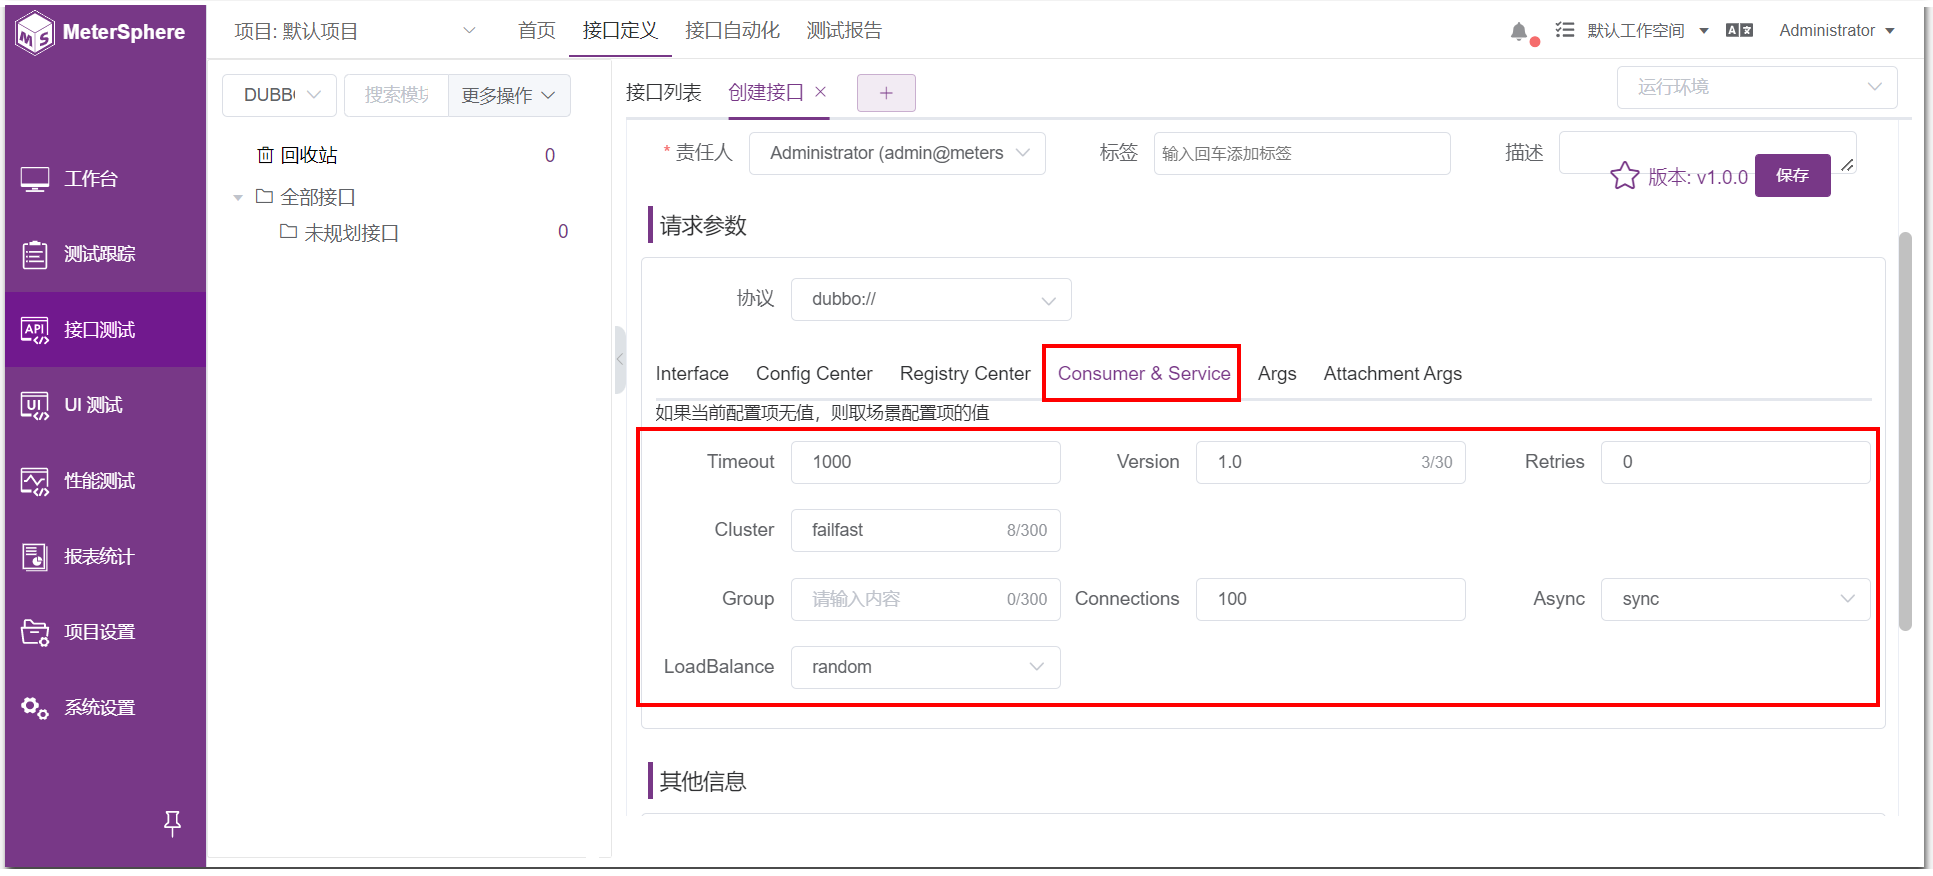 MeterSphere
项目: 默认项目
首页
接口定义
接口自动化
测试报告
默认工作空间
Administrator
工作台
测试跟踪
API
接口测试
UI
UI 测试
性能测试
报表统计
项目设置
系统设置
DUBB
搜索模块
更多操作
回收站
0
全部接口
未规划接口
0
接口列表
创建接口
运行环境
* 责任人
Administrator (admin@meters
标签
输入回车添加标签
描述
版本: v1.0.0
保存
请求参数
协议
dubbo://
Interface
Config Center
Registry Center
Consumer & Service
Args
Attachment Args
如果当前配置项无值，则取场景配置项的值
Timeout
1000
Version
1.0
3/30
Retries
0
Cluster
failfast
8/300
Group
请输入内容
0/300
Connections
100
Async
sync
LoadBalance
random
其他信息